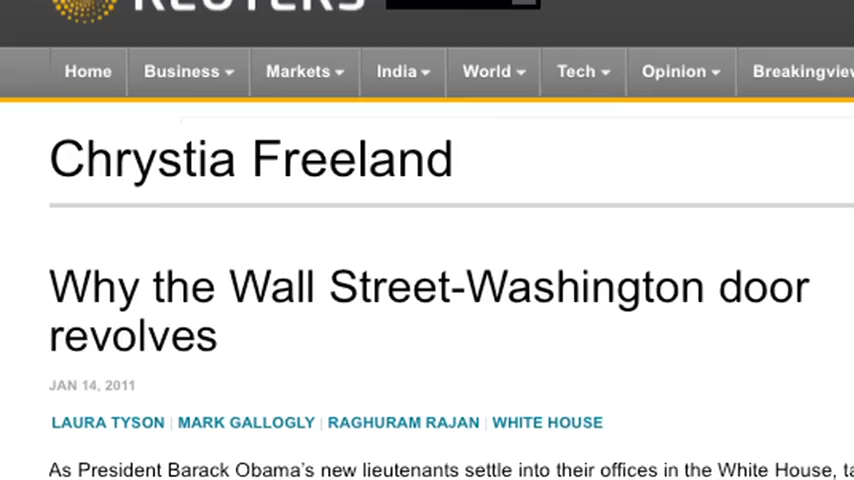 REUTERS
Home Business Markets India World Tech Opinion
Chrystia Freeland
Why the Wall Street-Washington door
revolves
JAN 14, 2011
LAURA TYSON | MARK GALLOGLY | RAGHURAM RAJAN | WHITE HOUSE
As President Barack Obama’s new lieutenants settle into their offices in the White House,